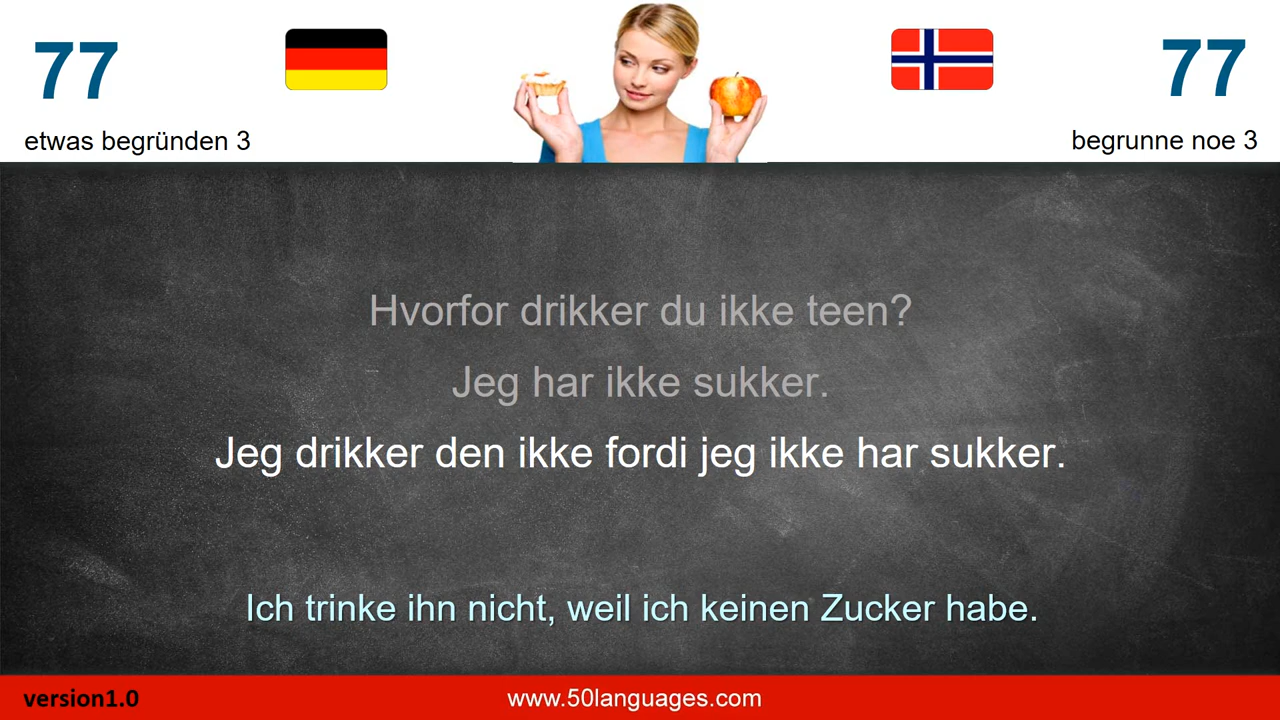 77
77
etwas begründen 3
begrunne noe 3
Hvorfor drikker du ikke teen?
Jeg har ikke sukker.
Jeg drikker den ikke fordi jeg ikke har sukker.
Ich trinke ihn nicht, weil ich keinen Zucker habe.
version1.0
www.50languages.com